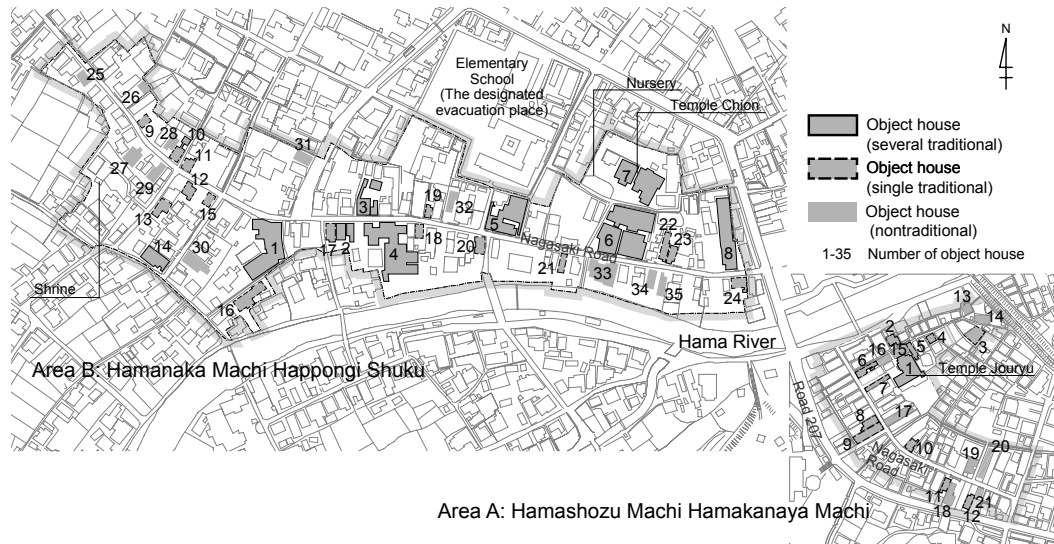 Elementary
School
(The designated
evacuation place)
Nursery
Temple Chion
N
Object house
(several traditional)
Object house
(single traditional)
Object house
(nontraditional)
1-35 Number of object house
25
26
9
28
10
11
27
29
12
13
15
14
30
1
16
31
3
17
2
4
19
32
18
20
5
21
6
7
22
23
33
34
35
8
24
Nagasaki Road
Shrine
Hama River
Area B: Hamanaka Machi Happongi Shuku
13
14
2
16
15
5
4
3
6
1
Temple Jouryu
7
8
17
9
10
19
20
11
18
21
12
Road 207
Nagasaki
Road
Area A: Hamashozu Machi Hamakanaya Machi